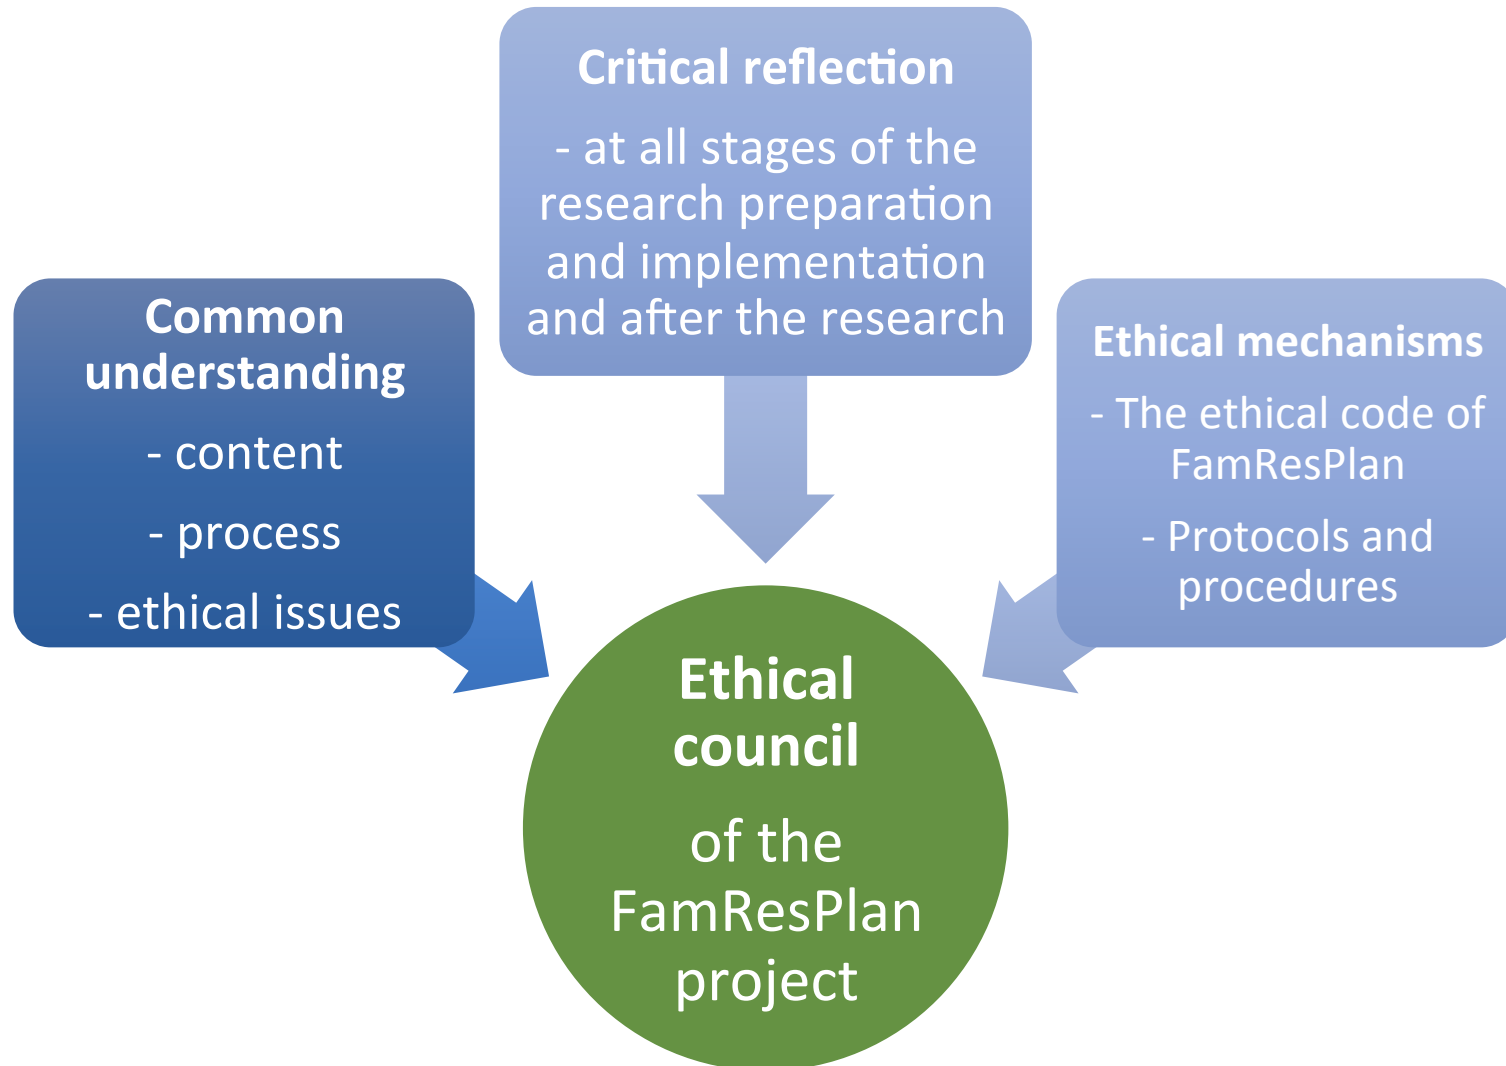 Critical reflection
- at all stages of the
research preparation
and implementation
and after the research
Common
understanding
- content
- process
- ethical issues
Ethical mechanisms
- The ethical code of
FamResPlan
- Protocols and
procedures
Ethical
council
of the
FamResPlan
project